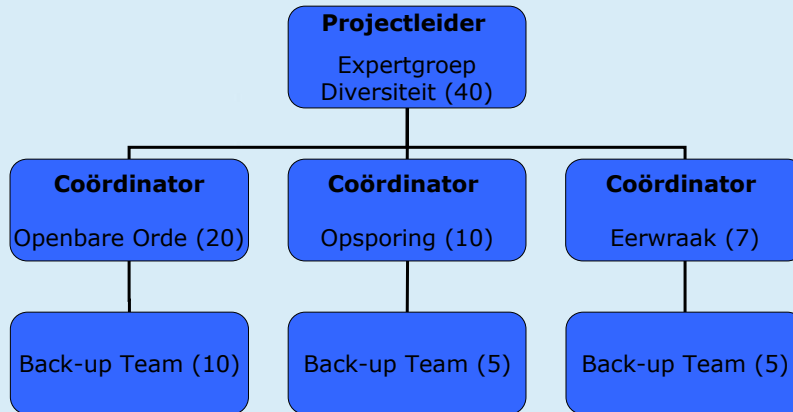 Projectleider
Expertgroep
Diversiteit (40)
Coördinator
Openbare Orde (20)
Coördinator
Opsporing (10)
Coördinator
Eerwraak (7)
Back-up Team (10)
Back-up Team (5)
Back-up Team (5)